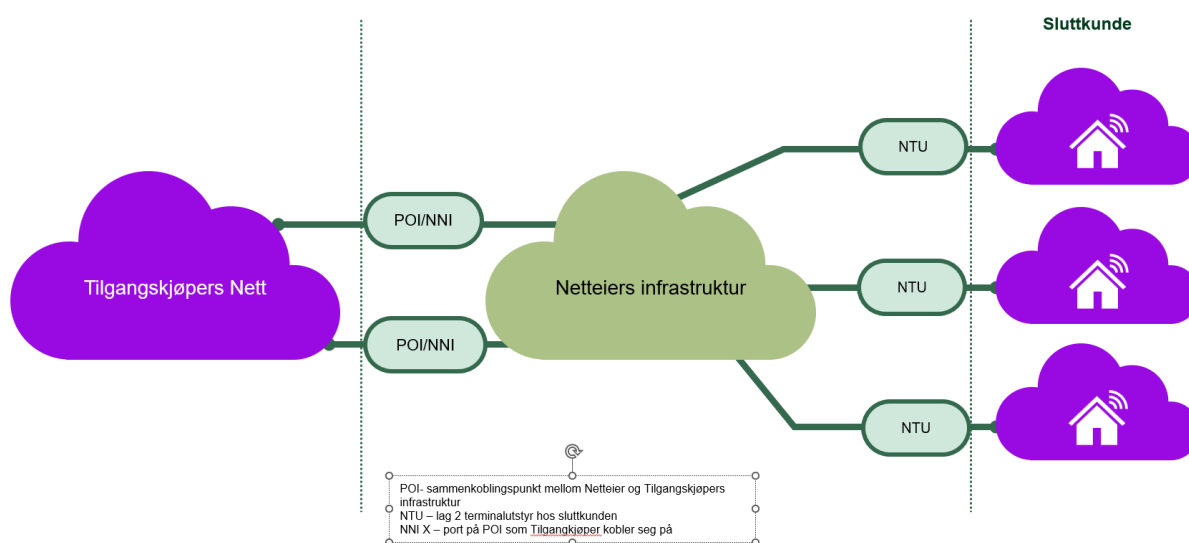 Sluttkunde
NTU
POI/NNI
Tilgangskjøpers Nett
Netteiers infrastruktur
NTU
POI/NNI
NTU
POI- sammenkoblingspunkt mellom Netteier og Tilgangskjøpers
infrastruktur
NTU – lag 2 terminalutstyr hos sluttkunden
NNI X – port på POI som Tilgangkjøper kobler seg på